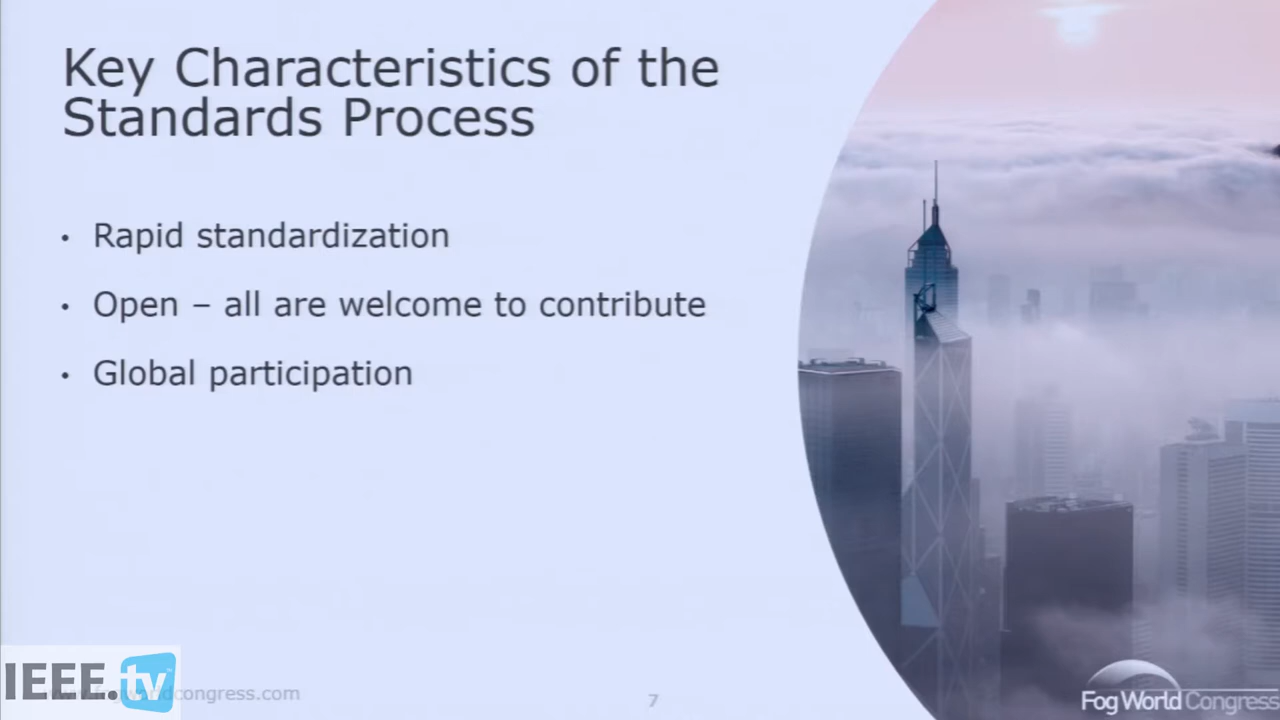 Key Characteristics of the
Standards Process
• Rapid standardization
• Open – all are welcome to contribute
• Global participation
IEEE.tv
congress.com
7
Fog World Congress